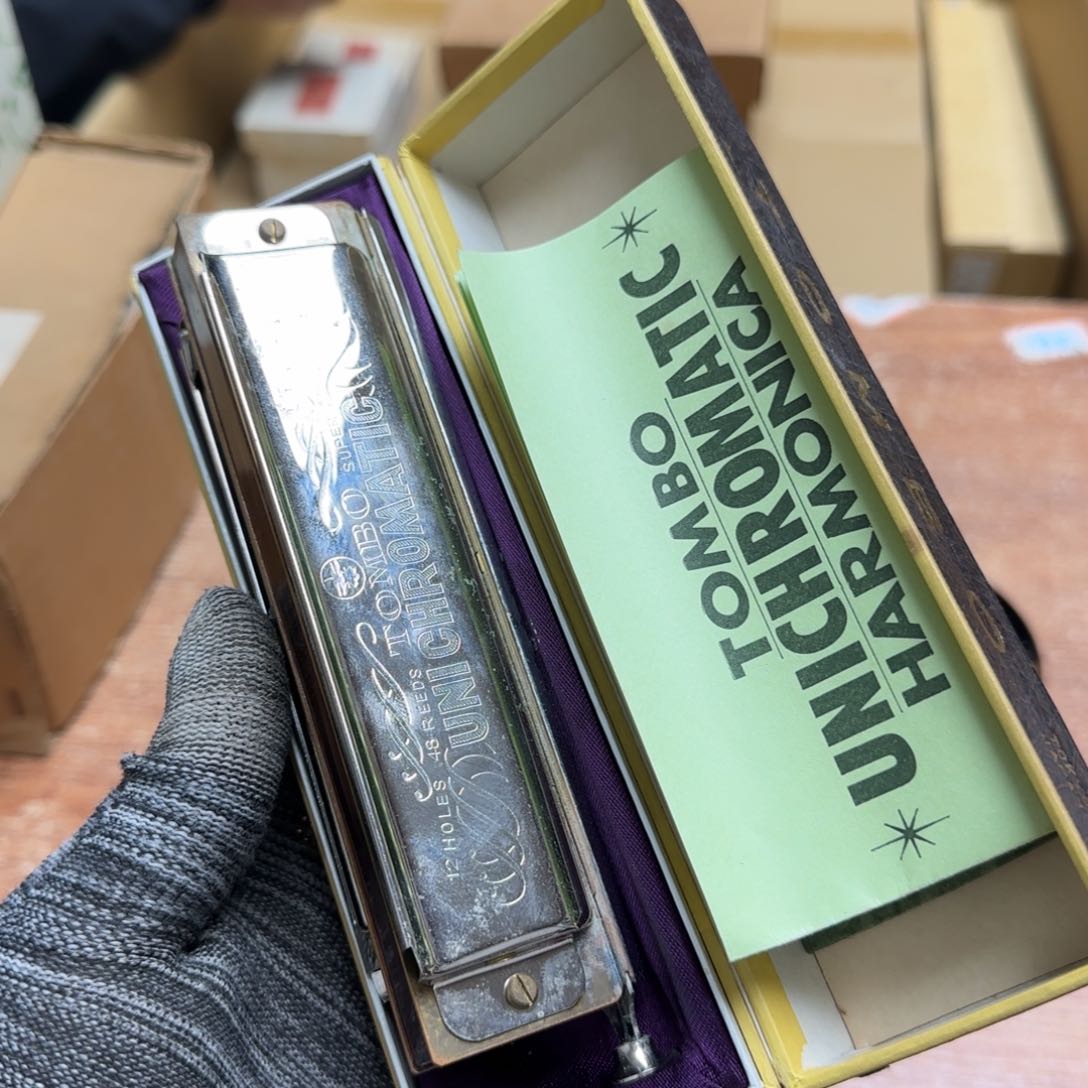 TOMBO SUPER
UNICHROMATIC
12 HOLES 48 REEDS
TOMBO
UNICHROMATIC
HARMONICA